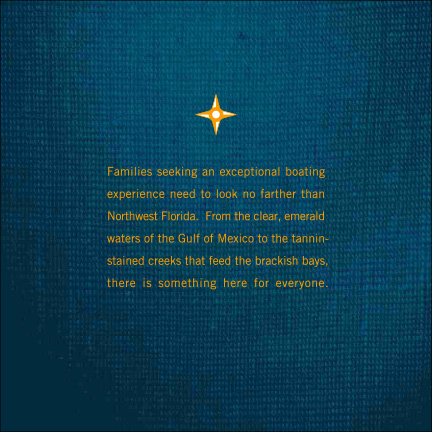 Families seeking an exceptional boating
experience need to look no farther than
Northwest Florida. From the clear, emerald
waters of the Gulf of Mexico to the tannin-
stained creeks that feed the brackish bays,
there is something here for everyone.